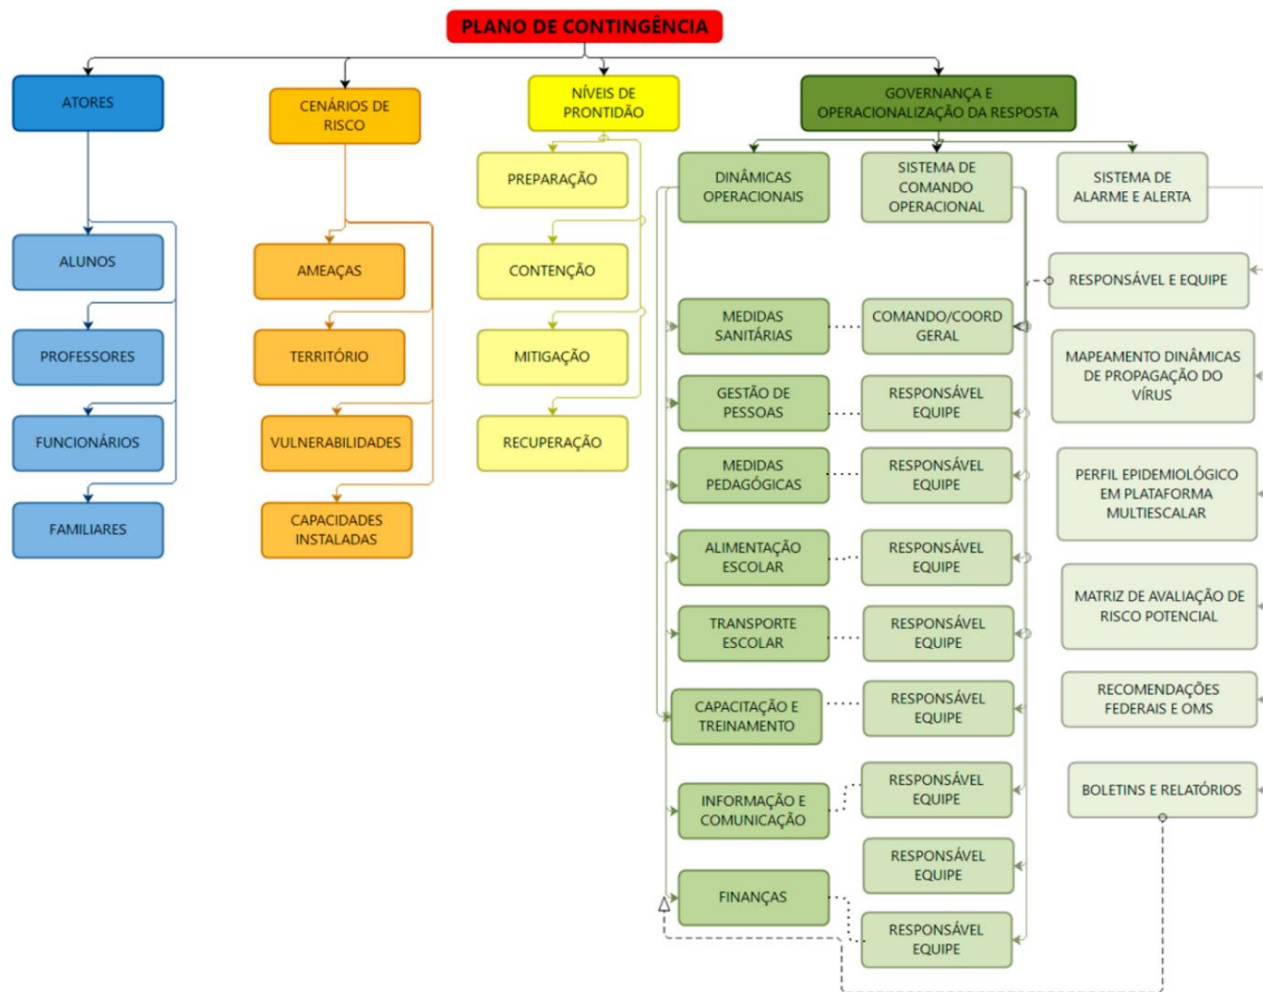 PLANO DE CONTINGÊNCIA
ATORES
CENÁRIOS DE
RISCO
NÍVEIS DE
PRONTIDÃO
GOVERNANÇA E
OPERACIONALIZAÇÃO DA RESPOSTA
ALUNOS
PROFESSORES
FUNCIONÁRIOS
FAMILIARES
AMEAÇAS
TERRITÓRIO
VULNERABILIDADES
CAPACIDADES
INSTALADAS
PREPARAÇÃO
CONTENÇÃO
MITIGAÇÃO
RECUPERAÇÃO
DINÂMICAS
OPERACIONAIS
MEDIDAS
SANITÁRIAS
GESTÃO DE
PESSOAS
MEDIDAS
PEDAGÓGICAS
ALIMENTAÇÃO
ESCOLAR
TRANSPORTE
ESCOLAR
CAPACITAÇÃO E
TREINAMENTO
INFORMAÇÃO E
COMUNICAÇÃO
FINANÇAS
SISTEMA DE
COMANDO
OPERACIONAL
COMANDO/COORD
GERAL
RESPONSÁVEL
EQUIPE
RESPONSÁVEL
EQUIPE
RESPONSÁVEL
EQUIPE
RESPONSÁVEL
EQUIPE
RESPONSÁVEL
EQUIPE
RESPONSÁVEL
EQUIPE
RESPONSÁVEL
EQUIPE
RESPONSÁVEL
EQUIPE
SISTEMA DE
ALARME E ALERTA
RESPONSÁVEL E EQUIPE
MAPEAMENTO DINÂMICAS
DE PROPAGAÇÃO DO
VÍRUS
PERFIL EPIDEMIOLÓGICO
EM PLATAFORMA
MULTIESCALAR
MATRIZ DE AVALIAÇÃO DE
RISCO POTENCIAL
RECOMENDAÇÕES
FEDERAIS E OMS
BOLETINS E RELATÓRIOS